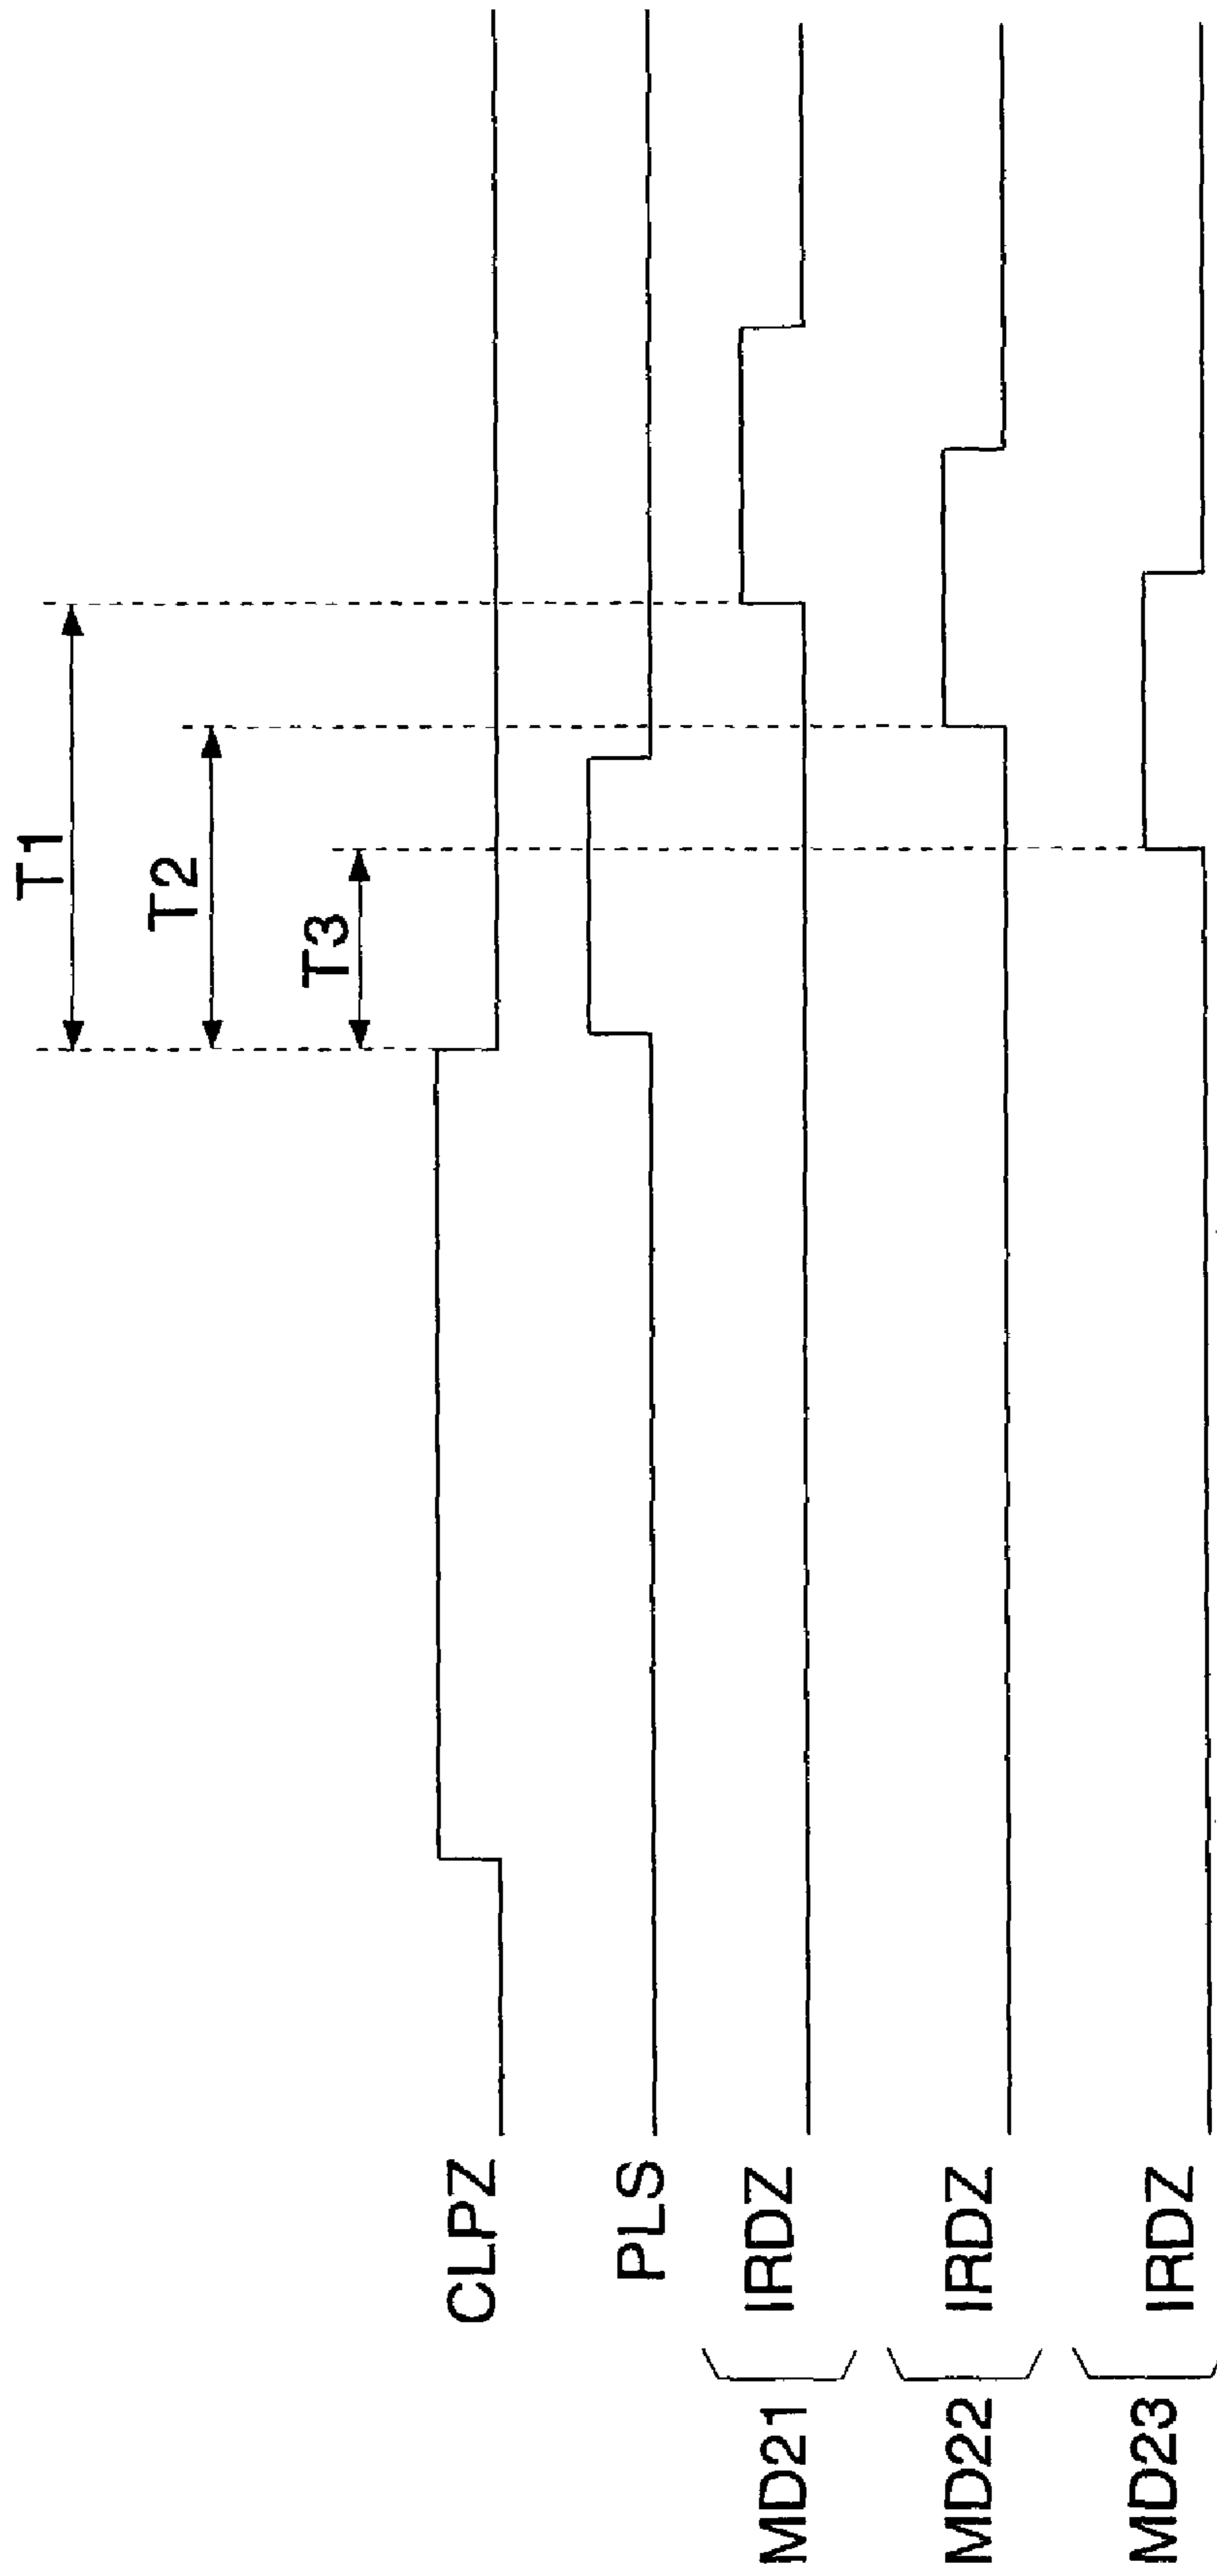 T1
T2
T3
CLPZ
PLS
MD21 IRDZ
MD22 IRDZ
MD23 IRDZ